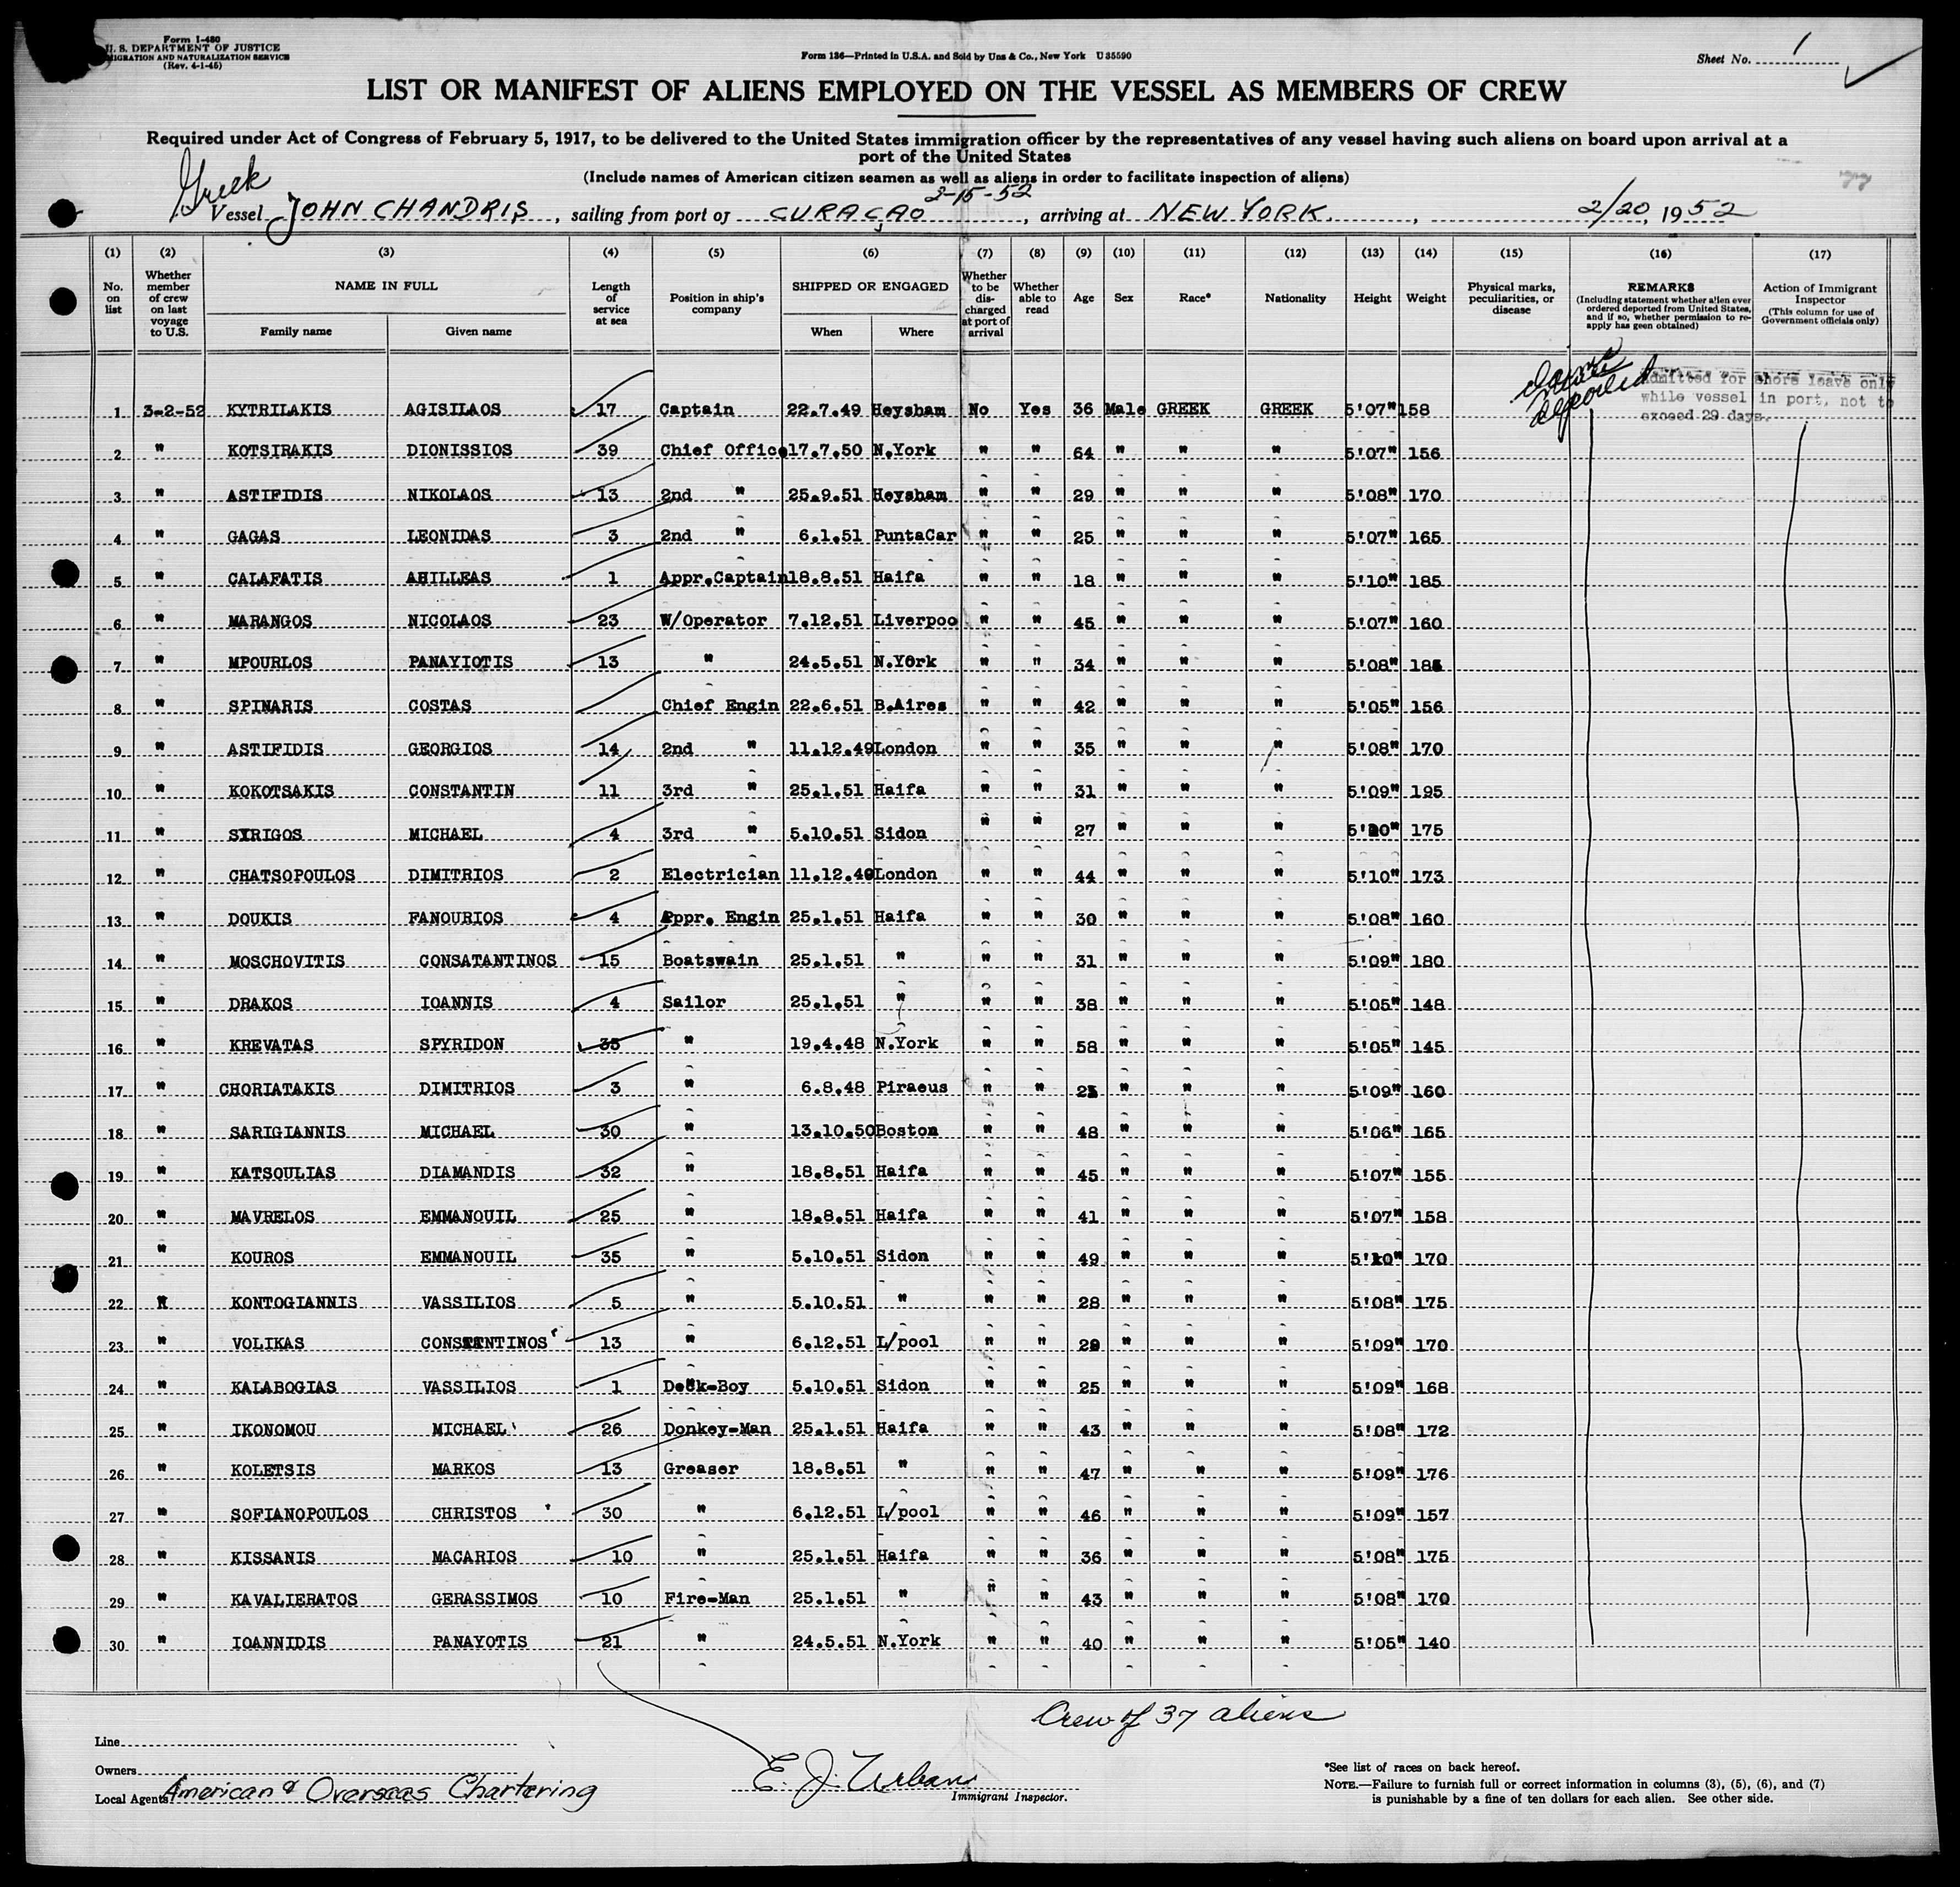 Form I-480
U. S. DEPARTMENT OF JUSTICE
IMMIGRATION AND NATURALIZATION SERVICE
(Rev. 4-1-45)
Form 136—Printed in U.S.A. and Sold by Unz & Co., New York U 35590
Sheet No. 1
LIST OR MANIFEST OF ALIENS EMPLOYED ON THE VESSEL AS MEMBERS OF CREW
Required under Act of Congress of February 5, 1917, to be delivered to the United States immigration officer by the representatives of any vessel having such aliens on board upon arrival at a
port of the United States
(Include names of American citizen seamen as well as aliens in order to facilitate inspection of aliens)
Greek
2-15-52
Vessel JOHN CHANDRIS, sailing from port of CURAÇAO, arriving at NEW YORK, 2/20, 1952
(1) (2) (3) (4) (5) (6) (7) (8) (9) (10) (11) (12) (13) (14) (15) (16) (17)
No. on list
Whether member of crew on last voyage to U.S.
NAME IN FULL
Family name Given name
Length of service at sea
Position in ship's company
SHIPPED OR ENGAGED
When Where
Whether to be discharged at port of arrival
Whether able to read
Age
Sex
Race*
Nationality
Height
Weight
Physical marks, peculiarities, or disease
REMARKS
(Including statement whether alien ever ordered deported from United States, and if so, whether permission to re-apply has geen obtained)
Action of Immigrant Inspector
(This column for use of Government officials only)
deported
Admitted for shore leave only
while vessel in port, not to
exceed 29 days.
1 3-2-52 KYTRILAKIS AGISILAOS 17 Captain 22.7.49 Heysham No Yes 36 Male GREEK GREEK 5'07" 158
2 " KOTSIRAKIS DIONISSIOS 39 Chief Office 17.7.50 N.York " " 64 " " " 5'07" 156
3 " ASTIFIDIS NIKOLAOS 13 2nd " 25.9.51 Heysham " " 29 " " " 5'08" 170
4 " GAGAS LEONIDAS 3 2nd " 6.1.51 PuntaCar " " 25 " " " 5'07" 165
5 " CALAFATIS AHILLEAS 1 Appr.Captain 18.8.51 Haifa " " 18 " " " 5'10" 185
6 " MARANGOS NICOLAOS 23 W/Operator 7.12.51 Liverpoo " " 45 " " " 5'07" 160
7 " MPOURLOS PANAYIOTIS 13 " 24.5.51 N.York " " 34 " " " 5'08"
8 " SPINARIS COSTAS Chief Engin 22.6.51 B.Aires " " 42 " " " 5'05" 156
9 " ASTIFIDIS GEORGIOS 14 2nd " 11.12.49 London " " 35 " " " 5'08" 170
10 " KOKOTSAKIS CONSTANTIN 11 3rd " 25.1.51 Haifa " " 31 " " " 5'09" 195
11 " SYRIGOS MICHAEL 4 3rd " 5.10.51 Sidon " " 27 " " " 175
12 " CHATSOPOULOS DIMITRIOS 2 Electrician 11.12.49 London " " 44 " " " 5'10" 173
13 " DOUKIS FANOURIOS 4 Appr. Engin 25.1.51 Haifa " " 30 " " " 5'08" 160
14 " MOSCHOVITIS CONSATANTINOS 15 Boatswain 25.1.51 " " " 31 " " " 5'09" 180
15 " DRAKOS IOANNIS 4 Sailor 25.1.51 " " " 38 " " " 5'05" 148
16 " KREVATAS SPYRIDON 35 " 19.4.48 N.York " " 58 " " " 5'05" 145
17 " CHORIATAKIS DIMITRIOS 3 " 6.8.48 Piraeus " " " " " 5'09" 160
18 " SARIGIANNIS MICHAEL 30 " 13.10.50 Boston " " 48 " " " 5'06" 165
19 " KATSOULIAS DIAMANDIS 32 " 18.8.51 Haifa " " 45 " " " 5'07" 155
20 " MAVRELOS EMMANOUIL 25 " 18.8.51 Haifa " " 41 " " " 5'07" 158
21 " KOUROS EMMANOUIL 35 " 5.10.51 Sidon " " 49 " " " 5'10" 170
22 " KONTOGIANNIS VASSILIOS 5 " 5.10.51 " " " 28 " " " 5'08" 175
23 " VOLIKAS CONSTANTINOS 13 " 6.12.51 L/pool " " " " " 5'09" 170
24 " KALABOGIAS VASSILIOS 1 Deck-Boy 5.10.51 Sidon " " 25 " " " 5'09" 168
25 " IKONOMOU MICHAEL 26 Donkey-Man 25.1.51 Haifa " " 43 " " " 5'08" 172
26 " KOLETSIS MARKOS 13 Greaser 18.8.51 " " " 47 " " " 5'09" 176
27 " SOFIANOPOULOS CHRISTOS 30 " 6.12.51 L/pool " " 46 " " " 5'09" 157
28 " KISSANIS MACARIOS 10 " 25.1.51 Haifa " " 36 " " " 5'08" 175
29 " KAVALIERATOS GERASSIMOS 10 Fire-Man 25.1.51 " " " 43 " " " 5'08" 170
30 " IOANNIDIS PANAYOTIS 21 " 24.5.51 N.York " " 40 " " " 5'05" 140
Crew of 37 aliens
Line
Owners
Local Agents American & Overseas Chartering
E. J. Urban
Immigrant Inspector.
*See list of races on back hereof.
NOTE.—Failure to furnish full or correct information in columns (3), (5), (6), and (7)
is punishable by a fine of ten dollars for each alien. See other side.